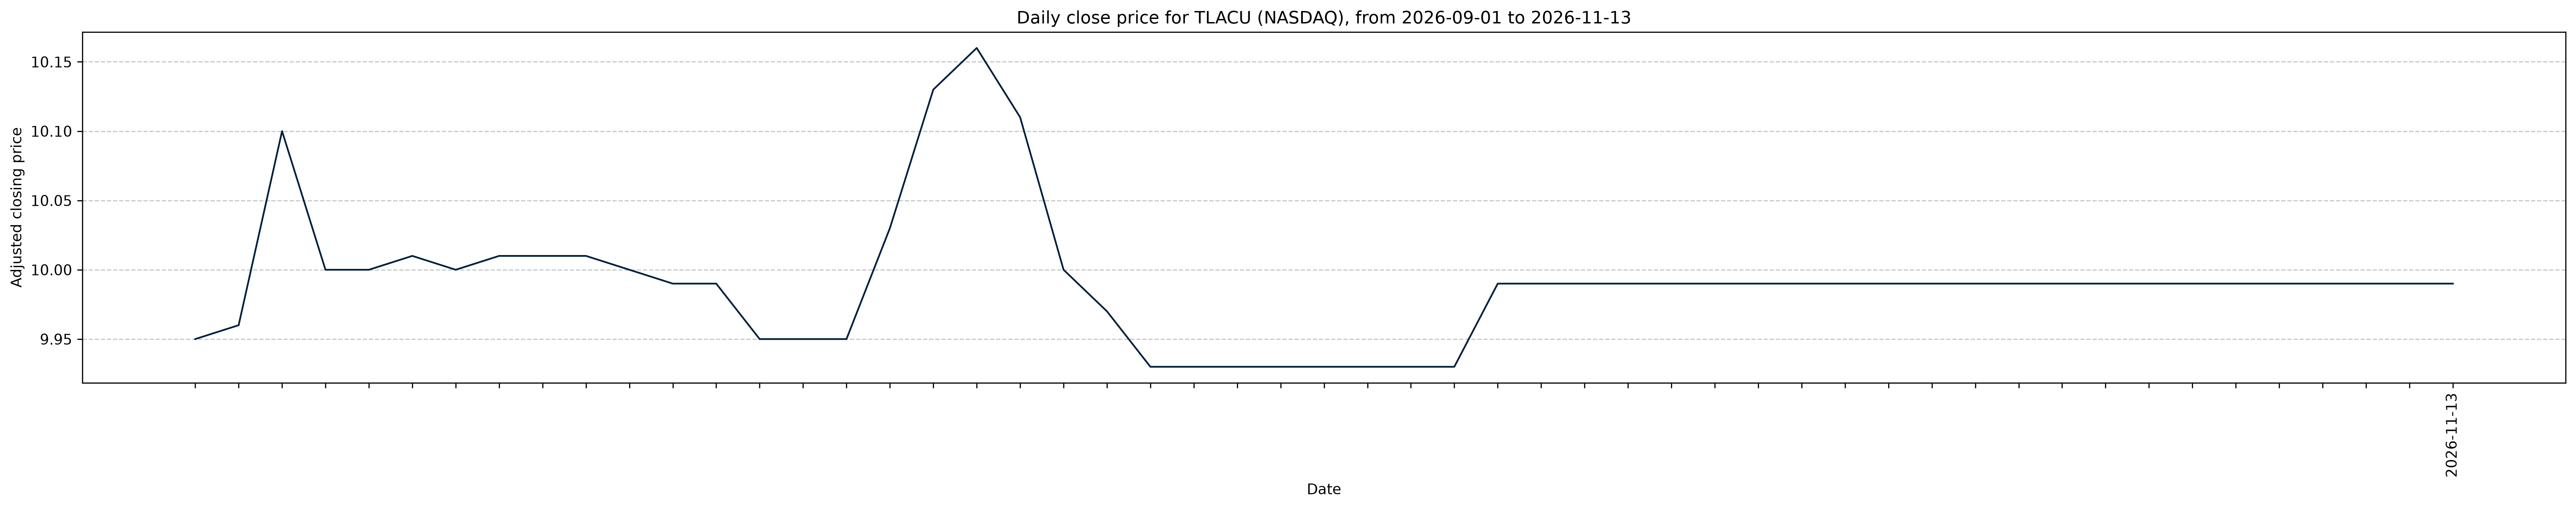 Daily close price for TLACU (NASDAQ), from 2026-09-01 to 2026-11-13
Adjusted closing price
10.15
10.10
10.05
10.00
9.95
2026-11-13
Date